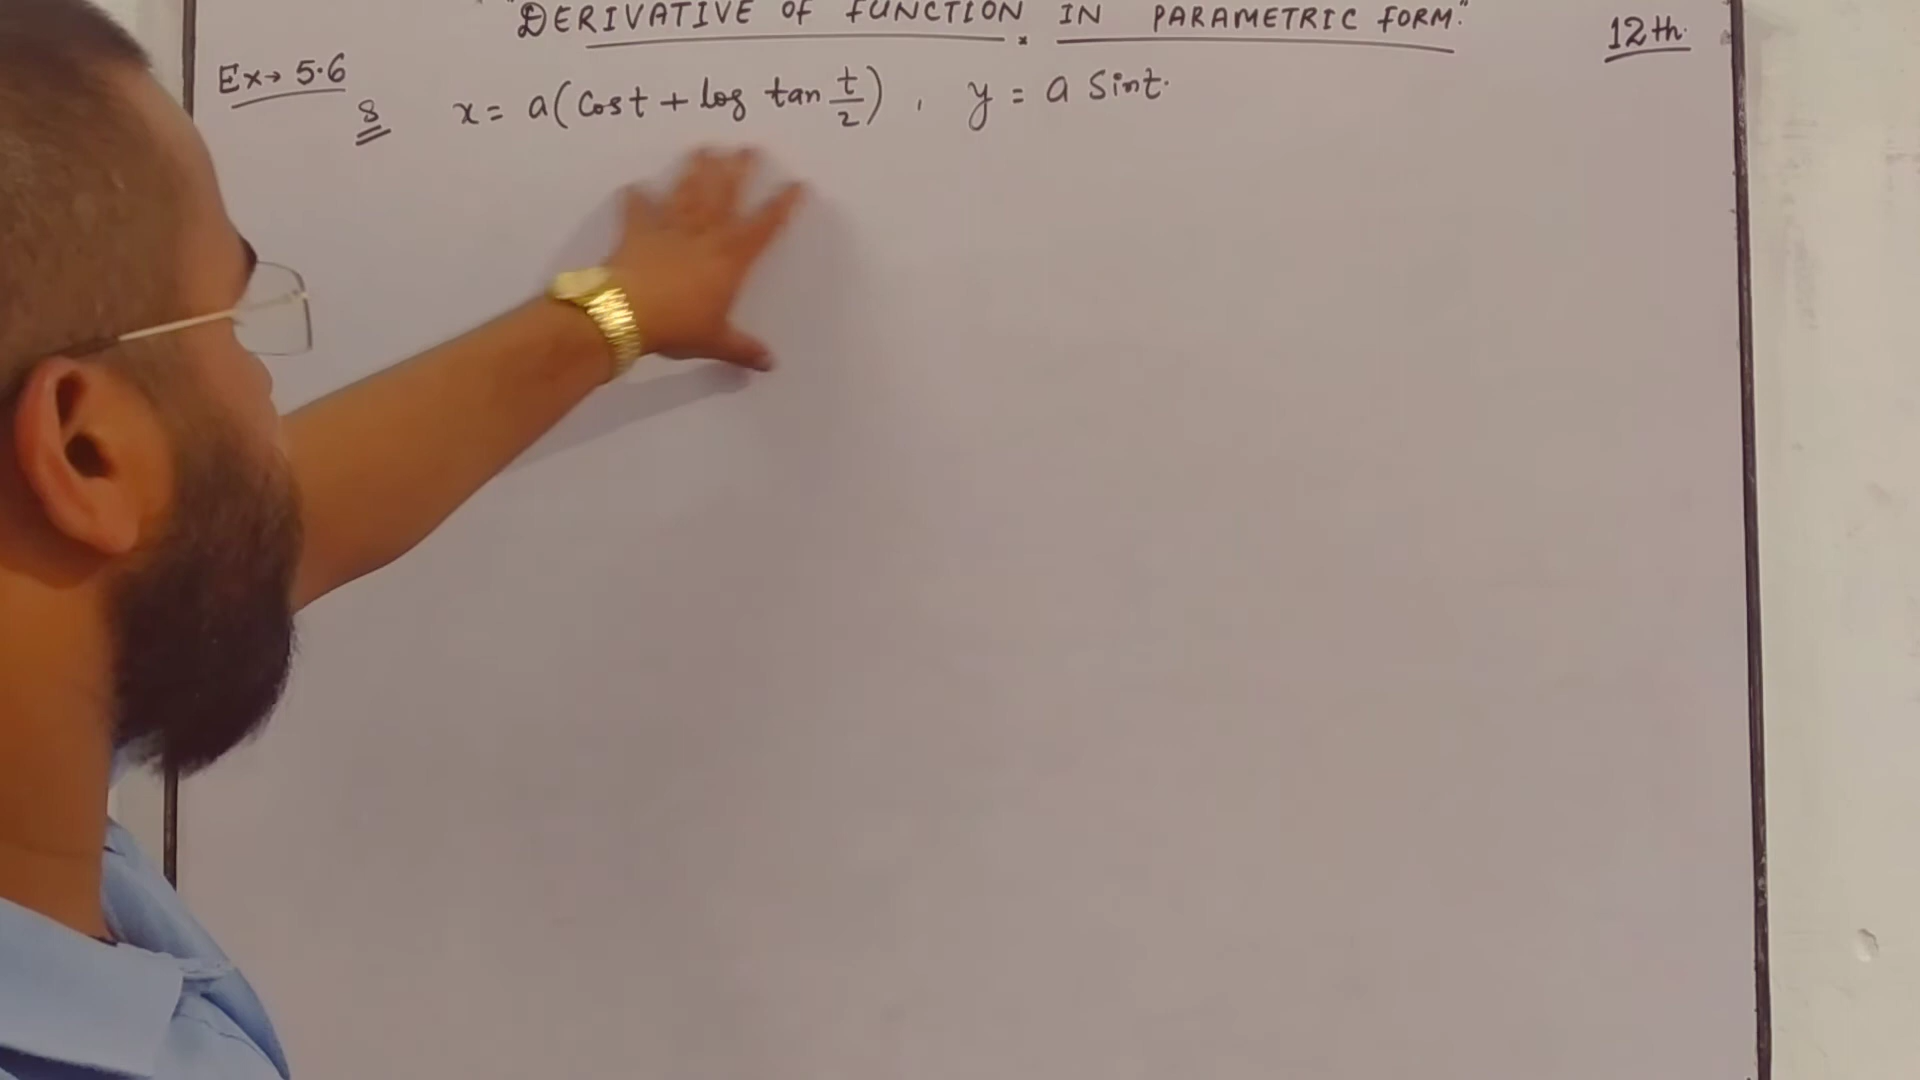 "DERIVATIVE OF FUNCTION IN PARAMETRIC FORM."
12th.
Ex→ 5.6
8 x = a(Cost + log tan t/2) , y = a Sint.